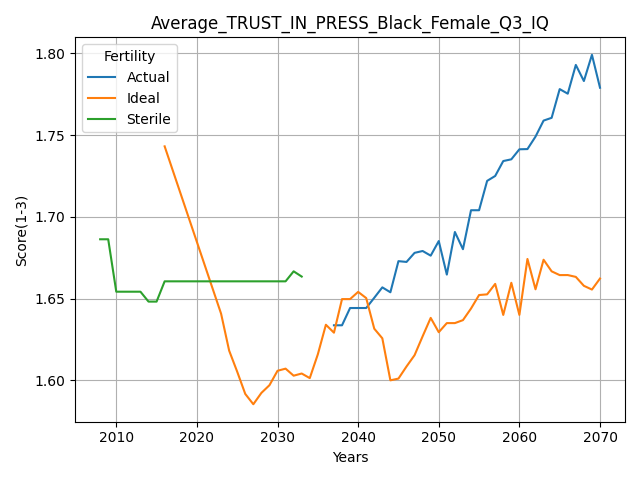 Average_TRUST_IN_PRESS_Black_Female_Q3_IQ
Fertility
Actual
Ideal
Sterile
Score(1-3)
1.80
1.75
1.70
1.65
1.60
2010 2020 2030 2040 2050 2060 2070
Years